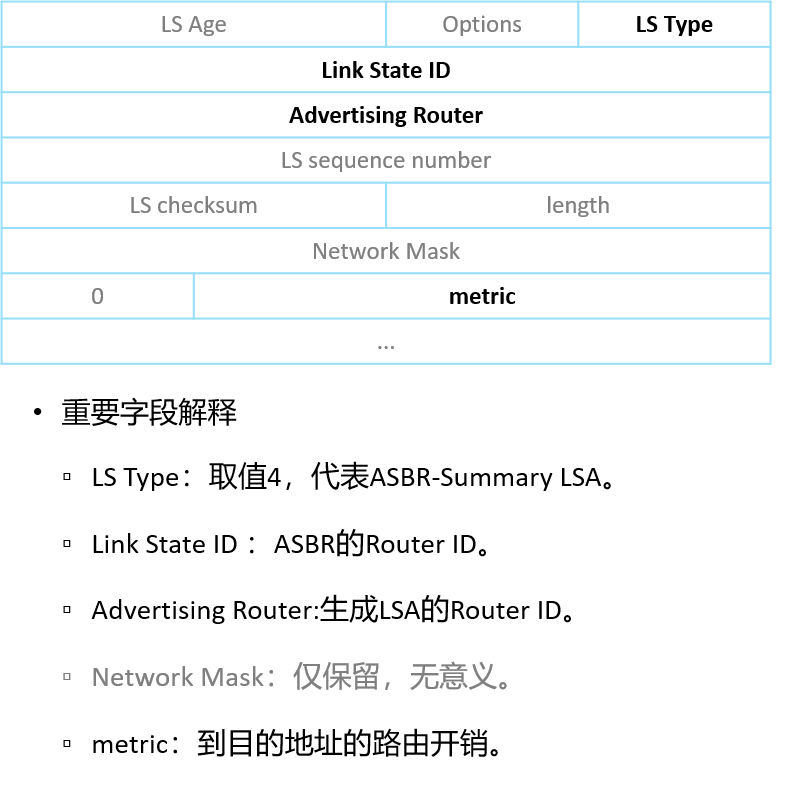 LS Age Options LS Type
Link State ID
Advertising Router
LS sequence number
LS checksum length
Network Mask
0 metric
...
• 重要字段解释
▫ LS Type：取值4，代表ASBR-Summary LSA。
▫ Link State ID： ASBR的Router ID。
▫ Advertising Router:生成LSA的Router ID。
▫ Network Mask：仅保留，无意义。
▫ metric：到目的地址的路由开销。